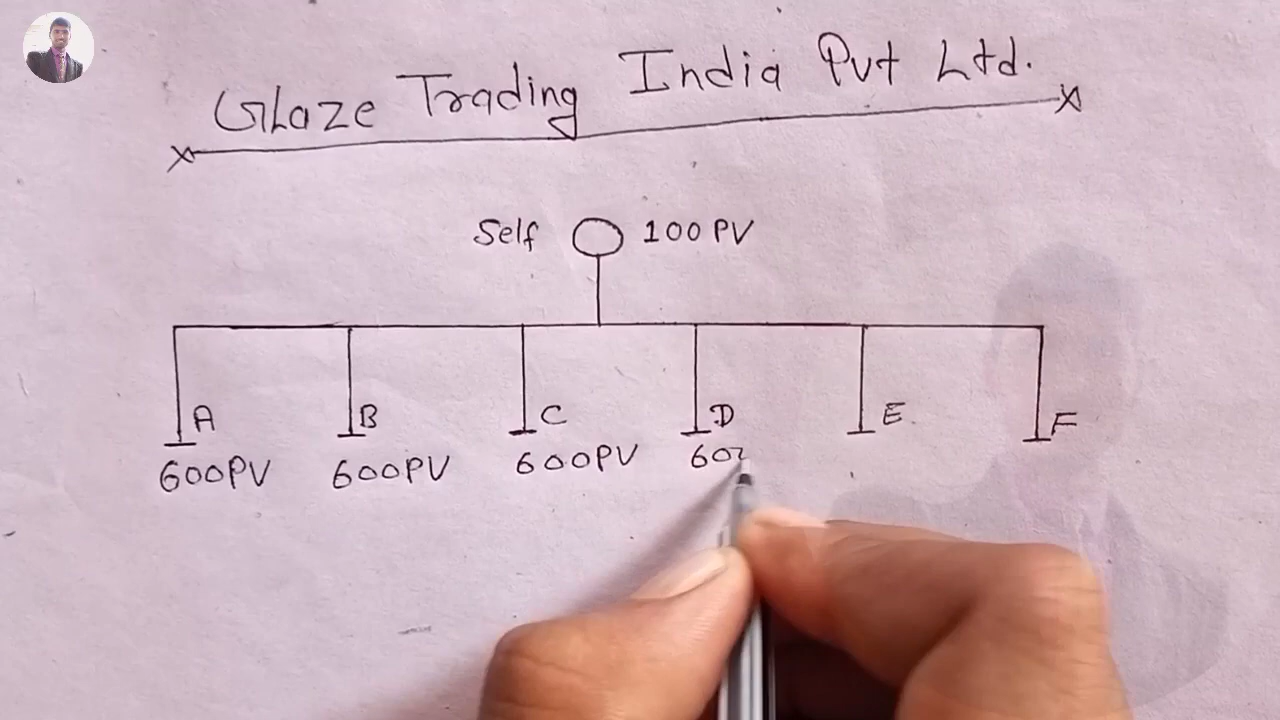 Glaze Trading India Pvt Ltd.
Self 100 PV
A B C D E F
600PV 600PV 600PV